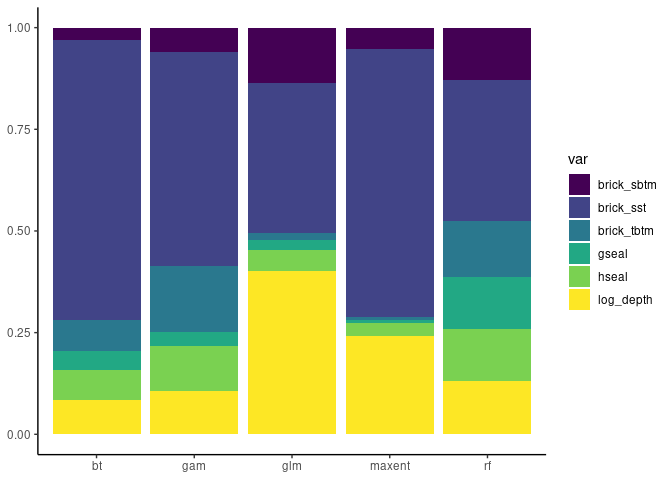 1.00
0.75
0.50
0.25
0.00
bt gam glm maxent rf
var
brick_sbtm
brick_sst
brick_tbtm
gseal
hseal
log_depth